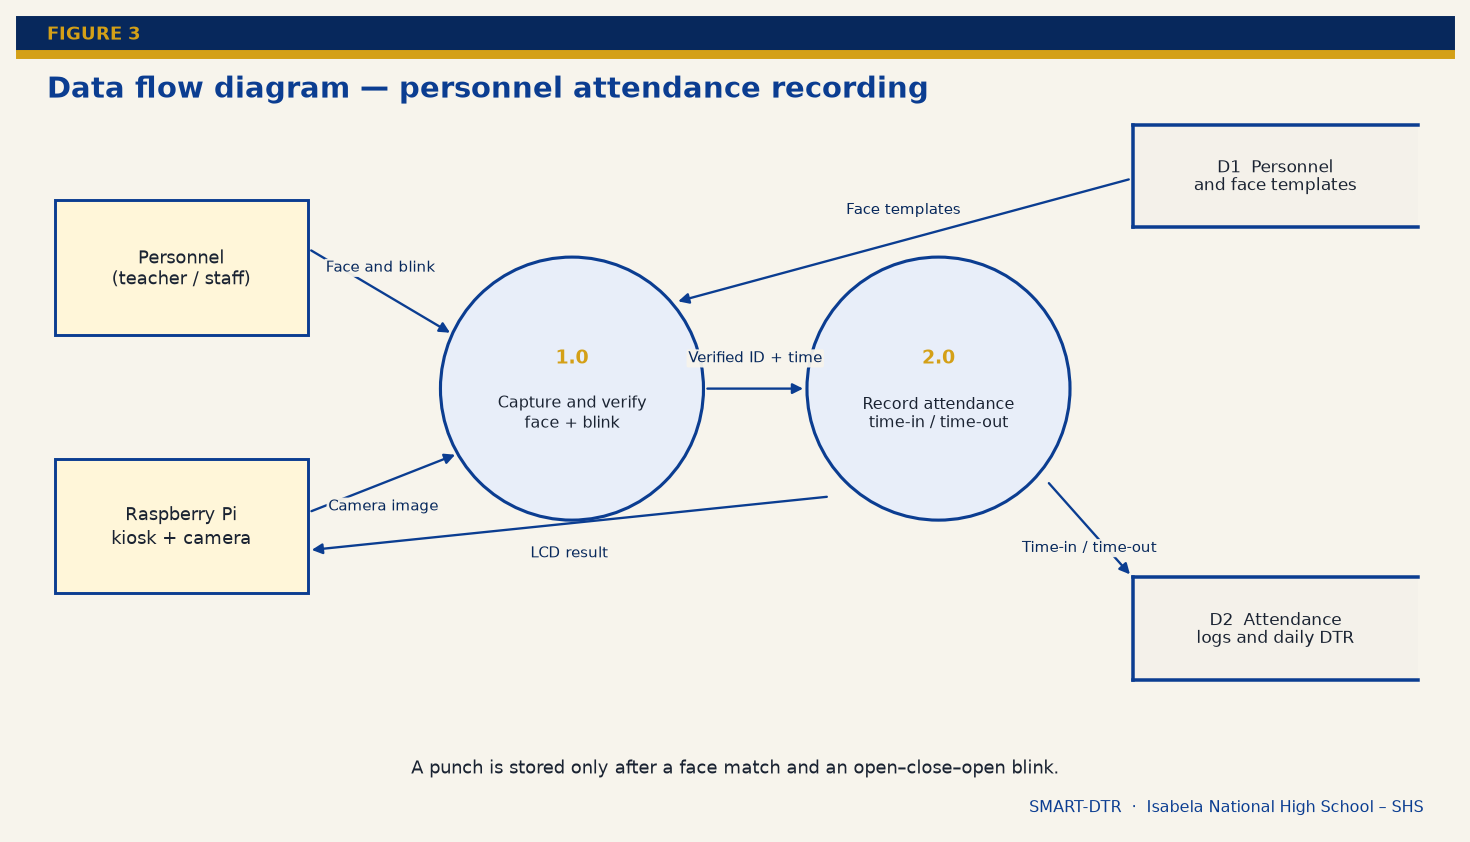 FIGURE 3
Data flow diagram — personnel attendance recording
D1  Personnel
and face templates
Face templates
Personnel
(teacher / staff)
Face and blink
1.0
Capture and verify
face + blink
Verified ID + time
2.0
Record attendance
time-in / time-out
Raspberry Pi
kiosk + camera
Camera image
LCD result
Time-in / time-out
D2  Attendance
logs and daily DTR
A punch is stored only after a face match and an open–close–open blink.
SMART-DTR  ·  Isabela National High School – SHS